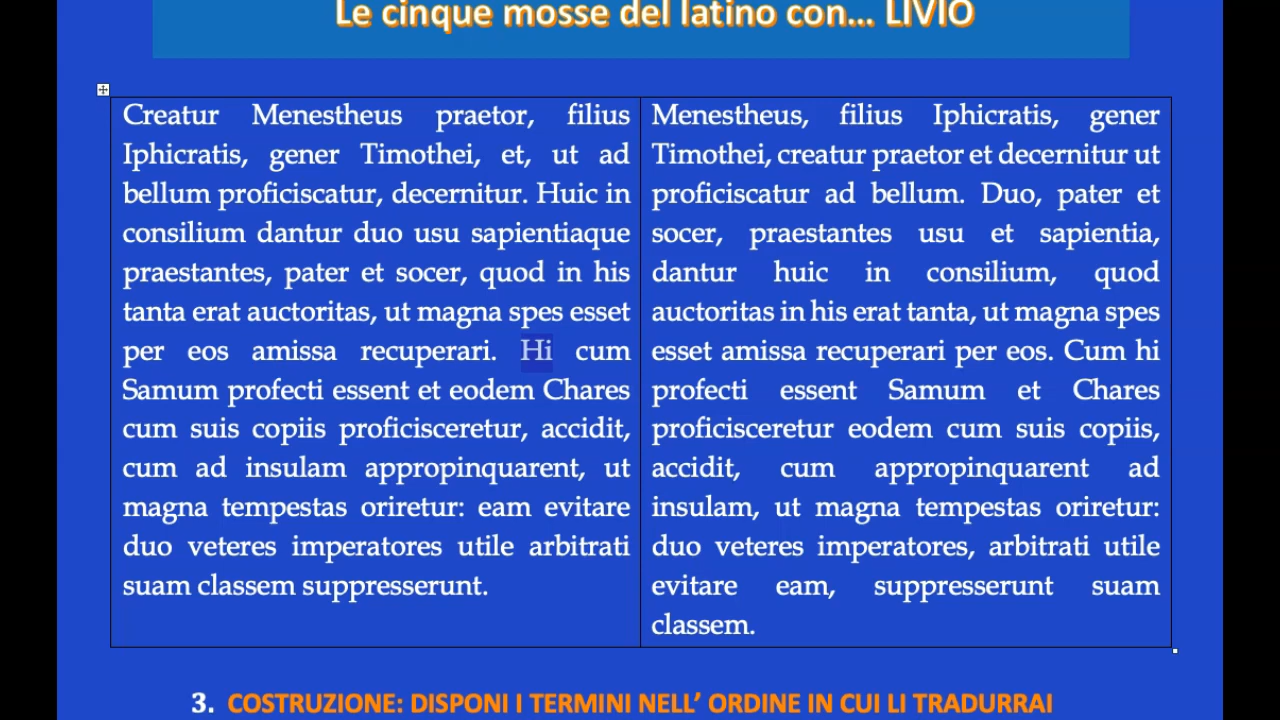 Le cinque mosse del latino con... LIVIO
Creatur Menestheus praetor, filius
Iphicratis, gener Timothei, et, ut ad
bellum proficiscatur, decernitur. Huic in
consilium dantur duo usu sapientiaque
praestantes, pater et socer, quod in his
tanta erat auctoritas, ut magna spes esset
per eos amissa recuperari. Hi cum
Samum profecti essent et eodem Chares
cum suis copiis proficisceretur, accidit,
cum ad insulam appropinquarent, ut
magna tempestas oriretur: eam evitare
duo veteres imperatores utile arbitrati
suam classem suppresserunt.
Menestheus, filius Iphicratis, gener
Timothei, creatur praetor et decernitur ut
proficiscatur ad bellum. Duo, pater et
socer, praestantes usu et sapientia,
dantur huic in consilium, quod
auctoritas in his erat tanta, ut magna spes
esset amissa recuperari per eos. Cum hi
profecti essent Samum et Chares
proficisceretur eodem cum suis copiis,
accidit, cum appropinquarent ad
insulam, ut magna tempestas oriretur:
duo veteres imperatores, arbitrati utile
evitare eam, suppresserunt suam
classem.
3. COSTRUZIONE: DISPONI I TERMINI NELL' ORDINE IN CUI LI TRADURRAI